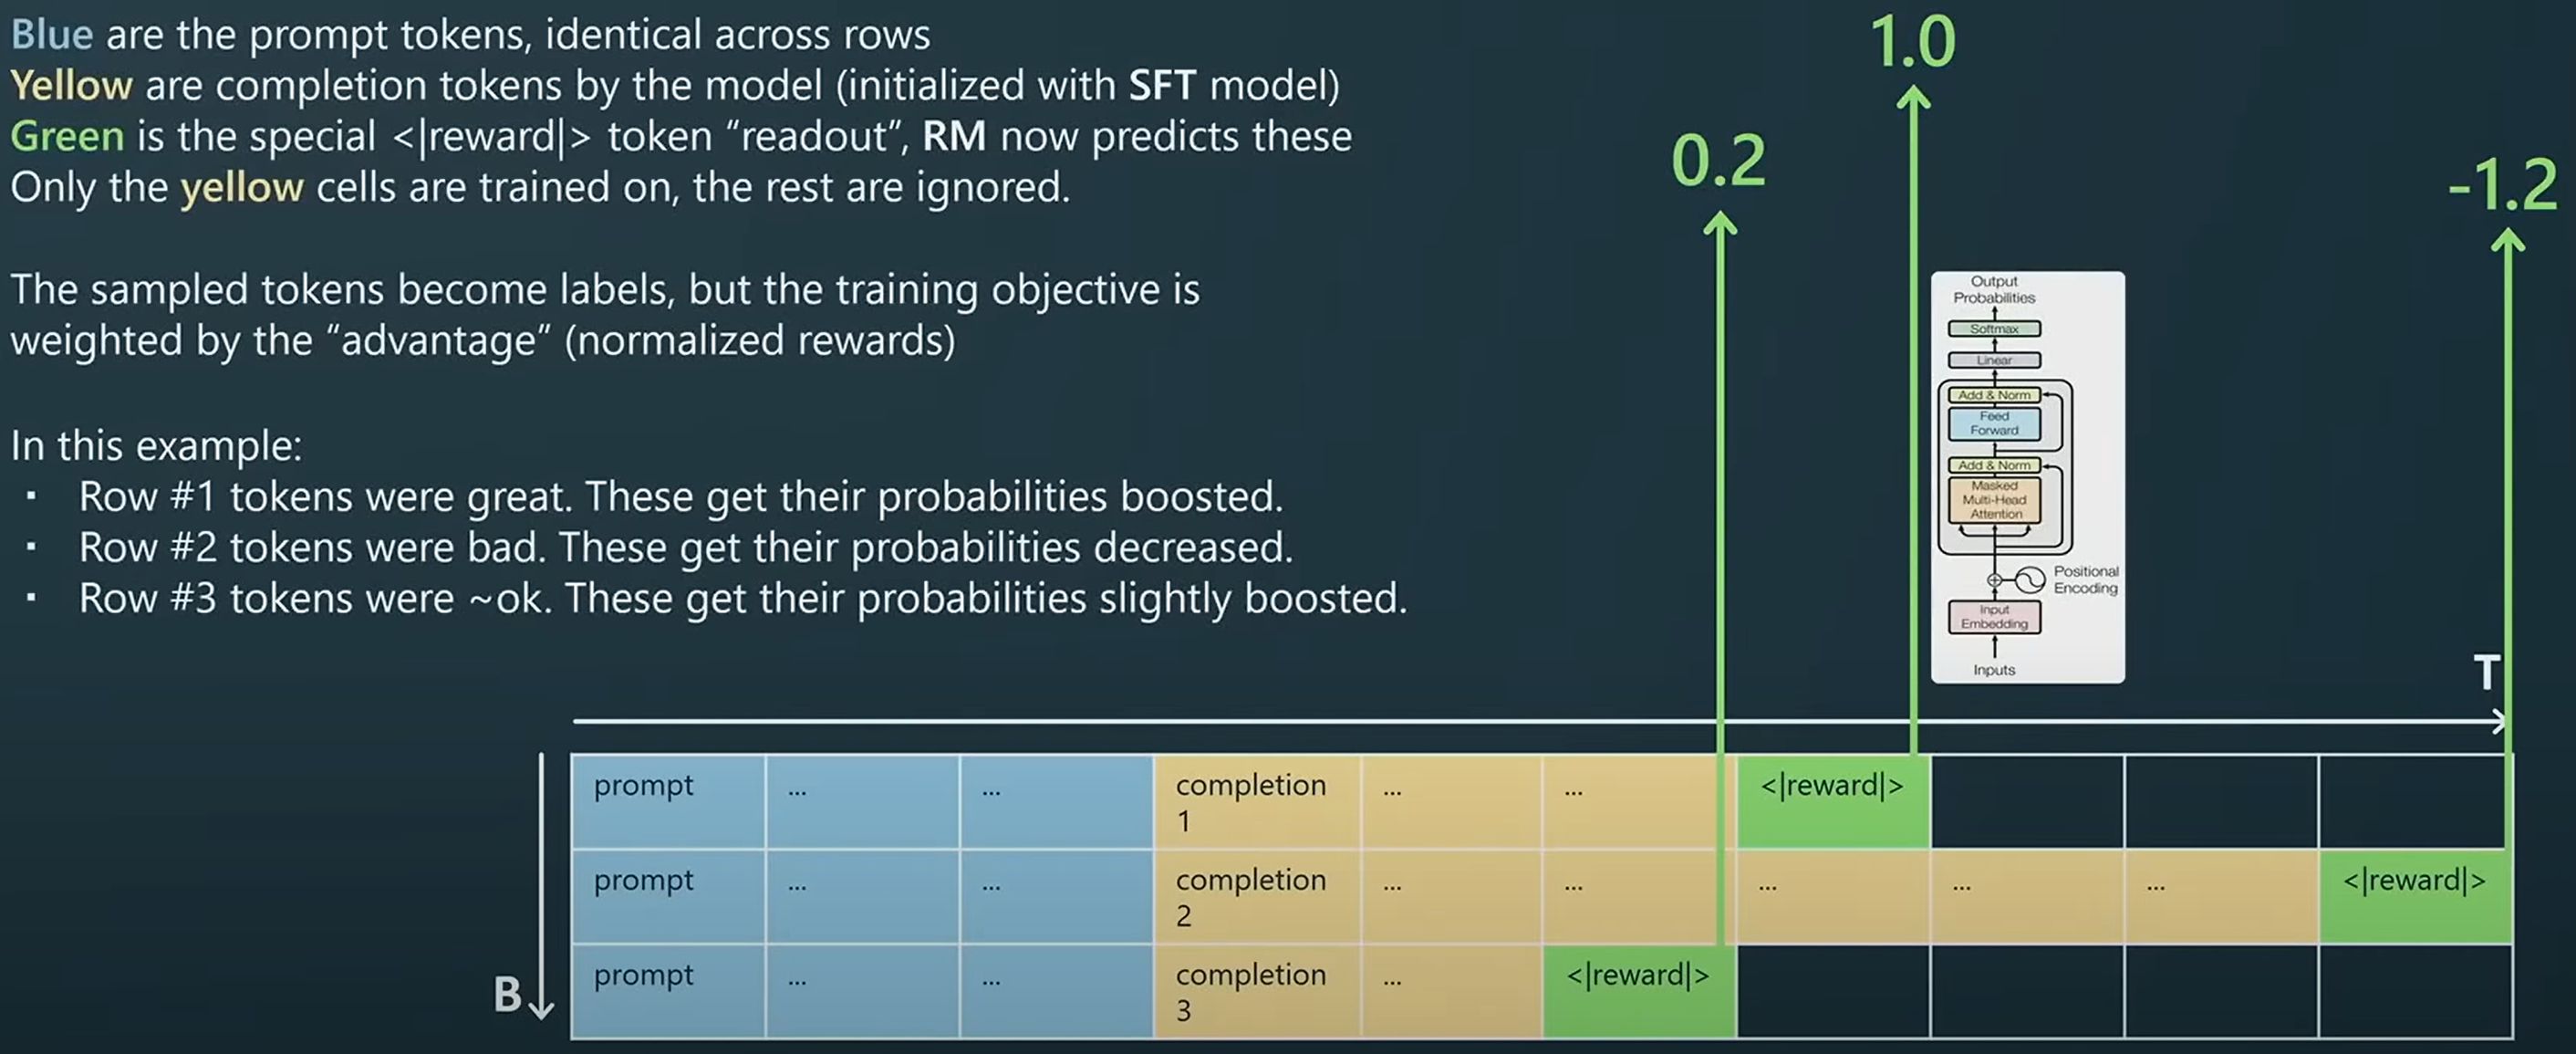 Blue are the prompt tokens, identical across rows
Yellow are completion tokens by the model (initialized with SFT model)
Green is the special <|reward|> token “readout”, RM now predicts these
Only the yellow cells are trained on, the rest are ignored.
The sampled tokens become labels, but the training objective is
weighted by the “advantage” (normalized rewards)
In this example:
▪ Row #1 tokens were great. These get their probabilities boosted.
▪ Row #2 tokens were bad. These get their probabilities decreased.
▪ Row #3 tokens were ~ok. These get their probabilities slightly boosted.
1.0
0.2
-1.2
Output
Probabilities
Softmax
Linear
Add & Norm
Feed
Forward
Add & Norm
Masked
Multi-Head
Attention
Positional
Encoding
Input
Embedding
Inputs
T
B
prompt ... ... completion ... ... <|reward|>
1
prompt ... ... completion ... ... ... ... ... <|reward|>
2
prompt ... ... completion ... <|reward|>
3